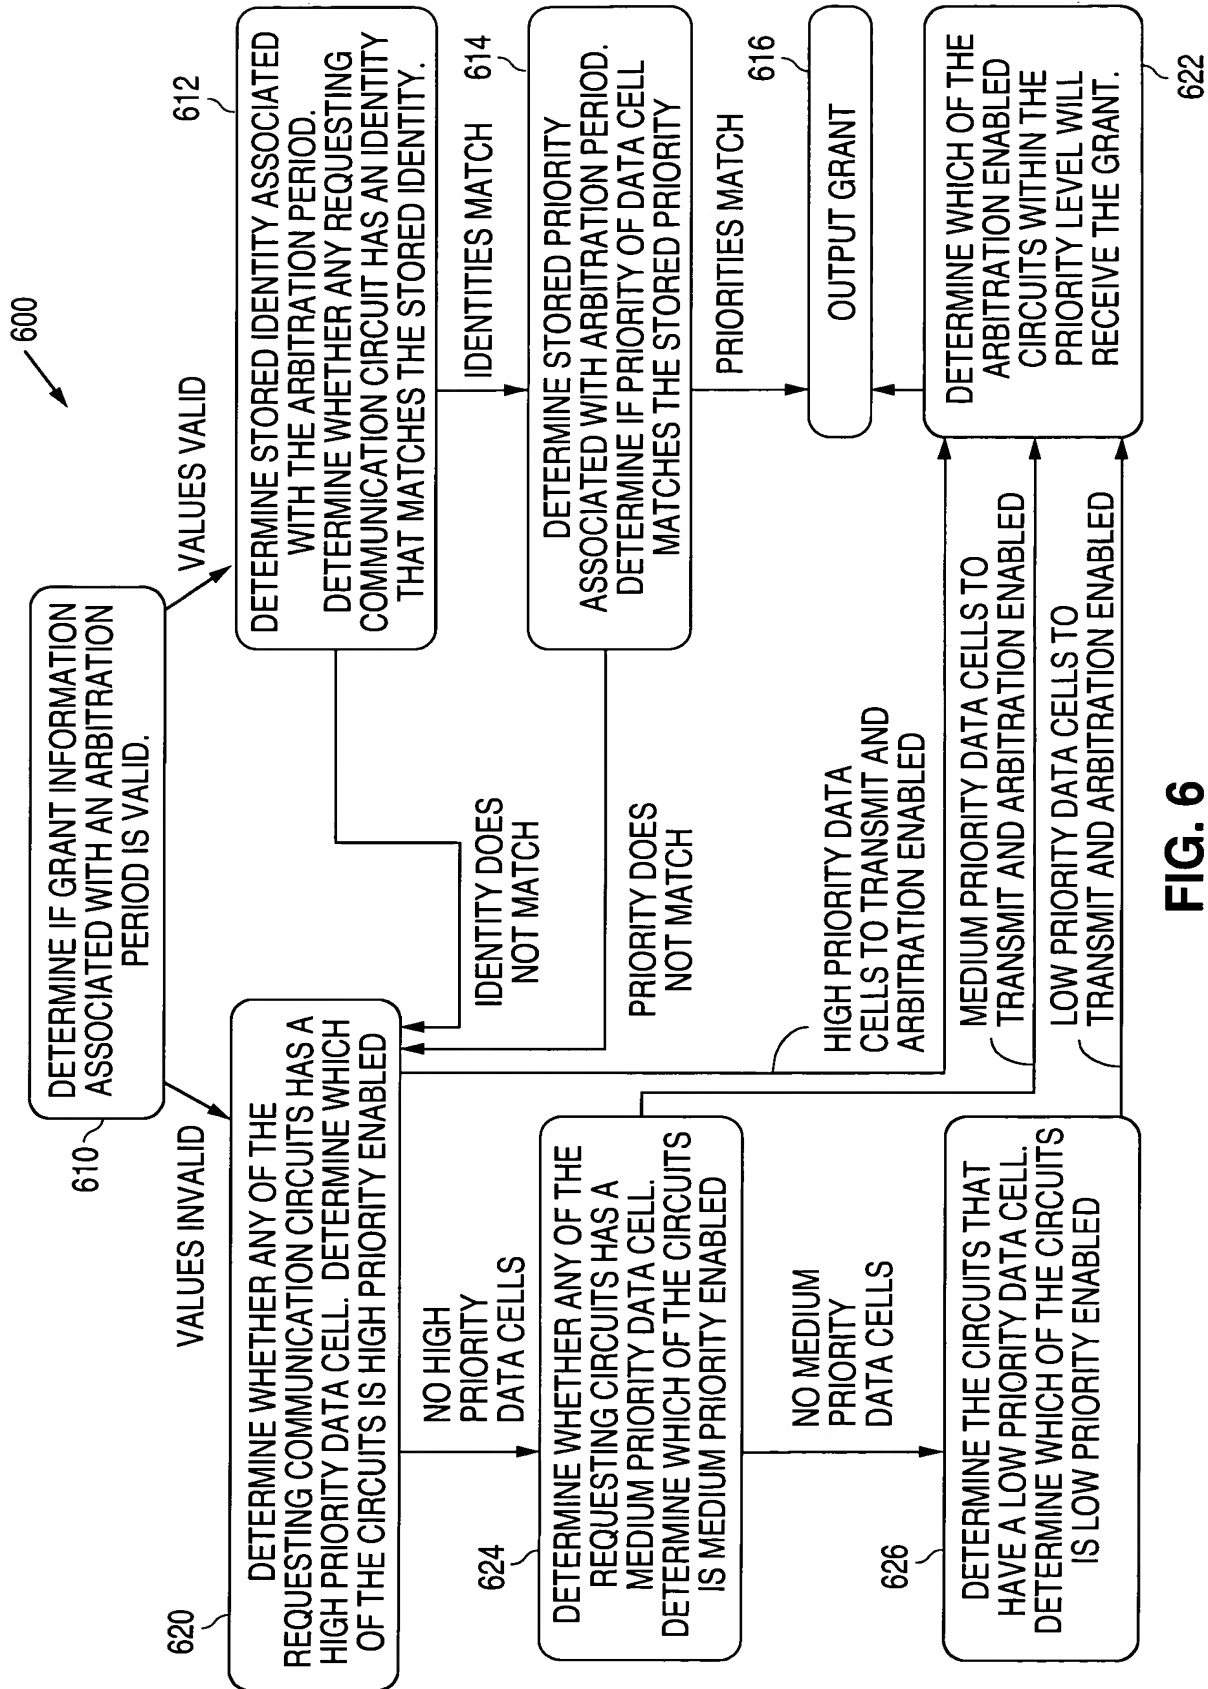 600
610
DETERMINE IF GRANT INFORMATION
ASSOCIATED WITH AN ARBITRATION
PERIOD IS VALID.
VALUES INVALID
VALUES VALID
620
DETERMINE WHETHER ANY OF THE
REQUESTING COMMUNICATION CIRCUITS HAS A
HIGH PRIORITY DATA CELL. DETERMINE WHICH
OF THE CIRCUITS IS HIGH PRIORITY ENABLED
612
DETERMINE STORED IDENTITY ASSOCIATED
WITH THE ARBITRATION PERIOD.
DETERMINE WHETHER ANY REQUESTING
COMMUNICATION CIRCUIT HAS AN IDENTITY
THAT MATCHES THE STORED IDENTITY.
IDENTITY DOES
NOT MATCH
IDENTITIES MATCH
NO HIGH
PRIORITY
DATA CELLS
614
DETERMINE STORED PRIORITY
ASSOCIATED WITH ARBITRATION PERIOD.
DETERMINE IF PRIORITY OF DATA CELL
MATCHES THE STORED PRIORITY
PRIORITY DOES
NOT MATCH
PRIORITIES MATCH
624
DETERMINE WHETHER ANY OF THE
REQUESTING CIRCUITS HAS A
MEDIUM PRIORITY DATA CELL.
DETERMINE WHICH OF THE CIRCUITS
IS MEDIUM PRIORITY ENABLED
616
OUTPUT GRANT
NO MEDIUM
PRIORITY
DATA CELLS
HIGH PRIORITY DATA
CELLS TO TRANSMIT AND
ARBITRATION ENABLED
626
DETERMINE THE CIRCUITS THAT
HAVE A LOW PRIORITY DATA CELL.
DETERMINE WHICH OF THE CIRCUITS
IS LOW PRIORITY ENABLED
MEDIUM PRIORITY DATA CELLS TO
TRANSMIT AND ARBITRATION ENABLED
LOW PRIORITY DATA CELLS TO
TRANSMIT AND ARBITRATION ENABLED
DETERMINE WHICH OF THE
ARBITRATION ENABLED
CIRCUITS WITHIN THE
PRIORITY LEVEL WILL
RECEIVE THE GRANT.
622
FIG. 6